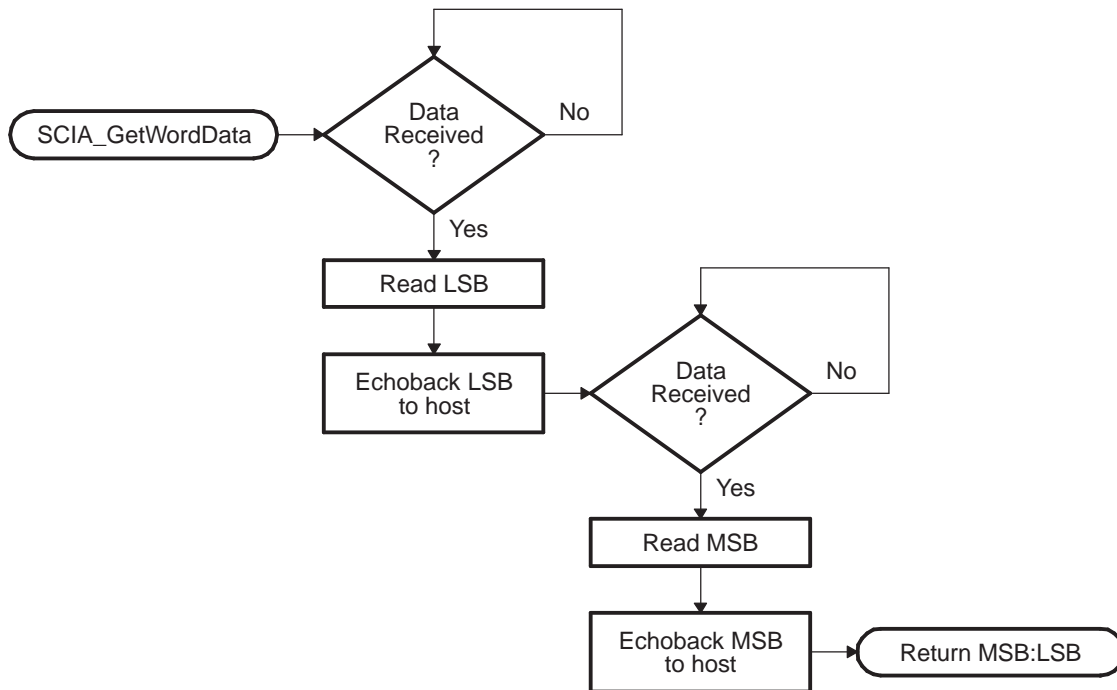 SCIA_GetWordData
Data
Received
?
No
Yes
Read LSB
Echoback LSB
to host
Data
Received
?
No
Yes
Read MSB
Echoback MSB
to host
Return MSB:LSB